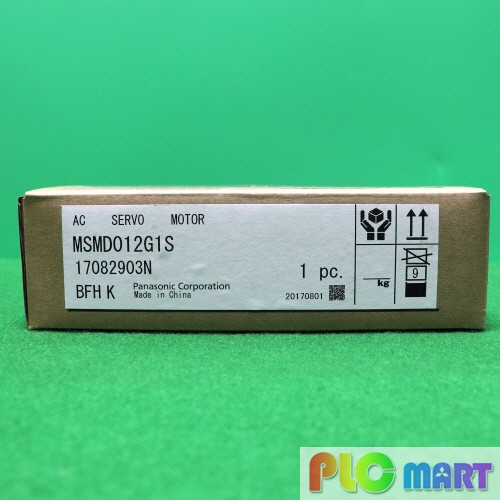 AC SERVO MOTOR
MSMD012G1S
17082903N
1 pc.
BFH K
Panasonic Corporation
Made in China
20170801
kg
9
PLC MART